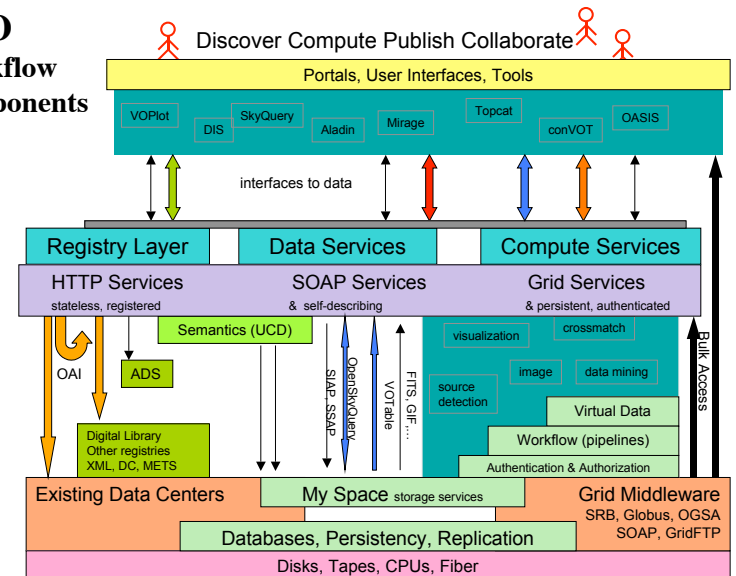 Discover Compute Publish Collaborate
Portals, User Interfaces, Tools
VOPlot
DIS
SkyQuery
Aladin
Mirage
Topcat
conVOT
OASIS
interfaces to data
Registry Layer
Data Services
Compute Services
HTTP Services
stateless, registered
SOAP Services
& self-describing
Grid Services
& persistent, authenticated
Semantics (UCD)
OAI
ADS
Digital Library
Other registries
XML, DC, METS
SIAP, SSAP
OpenSkyQuery
VOTable
FITS, GIF,…
visualization
crossmatch
image
data mining
source
detection
Virtual Data
Workflow (pipelines)
Authentication & Authorization
Bulk Access
Existing Data Centers
My Space storage services
Grid Middleware
SRB, Globus, OGSA
SOAP, GridFTP
Databases, Persistency, Replication
Disks, Tapes, CPUs, Fiber